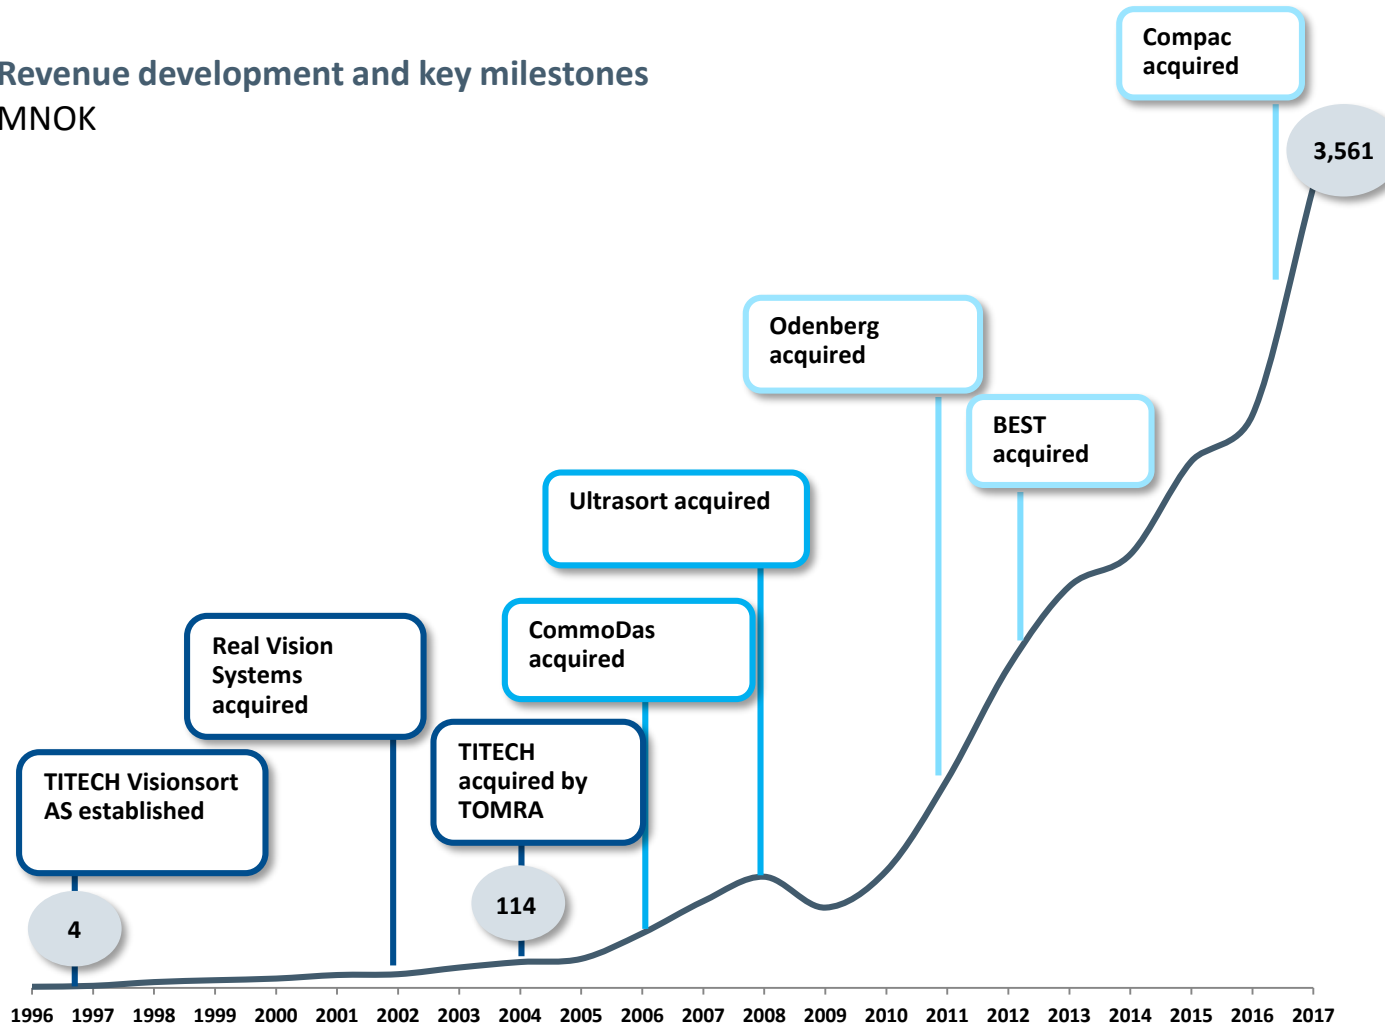 Revenue development and key milestones
MNOK
Compac
acquired
3,561
Odenberg
acquired
BEST
acquired
Ultrasort acquired
CommoDas
acquired
Real Vision
Systems
acquired
TITECH
acquired by
TOMRA
TITECH Visionsort
AS established
114
4
1996 1997 1998 1999 2000 2001 2002 2003 2004 2005 2006 2007 2008 2009 2010 2011 2012 2013 2014 2015 2016 2017